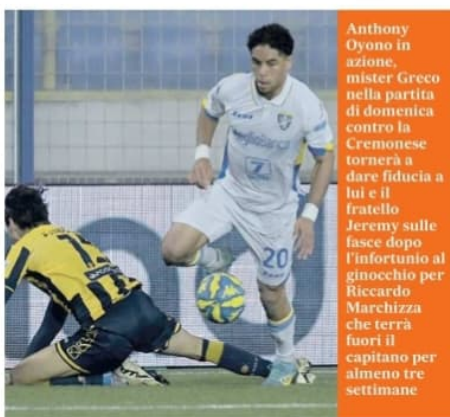 Anthony
Oyono in
azione,
mister Greco
nella partita
di domenica
contro la
Cremonese
tornerà a
dare fiducia a
lui e il
fratello
Jeremy sulle
fasce dopo
l'infortunio al
ginocchio per
Riccardo
Marchizza
che terrà
fuori il
capitano per
almeno tre
settimane
7
20